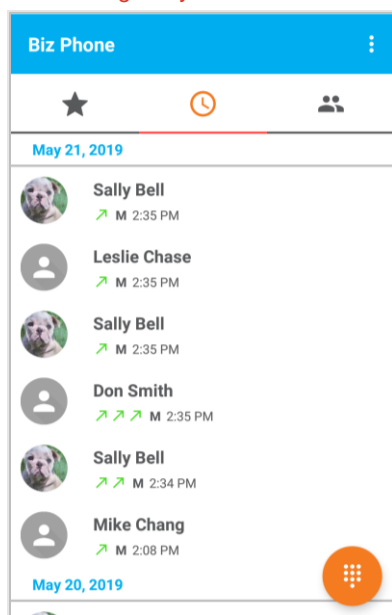 Biz Phone
May 21, 2019
Sally Bell
M 2:35 PM
Leslie Chase
M 2:35 PM
Sally Bell
M 2:35 PM
Don Smith
M 2:35 PM
Sally Bell
M 2:34 PM
Mike Chang
M 2:08 PM
May 20, 2019